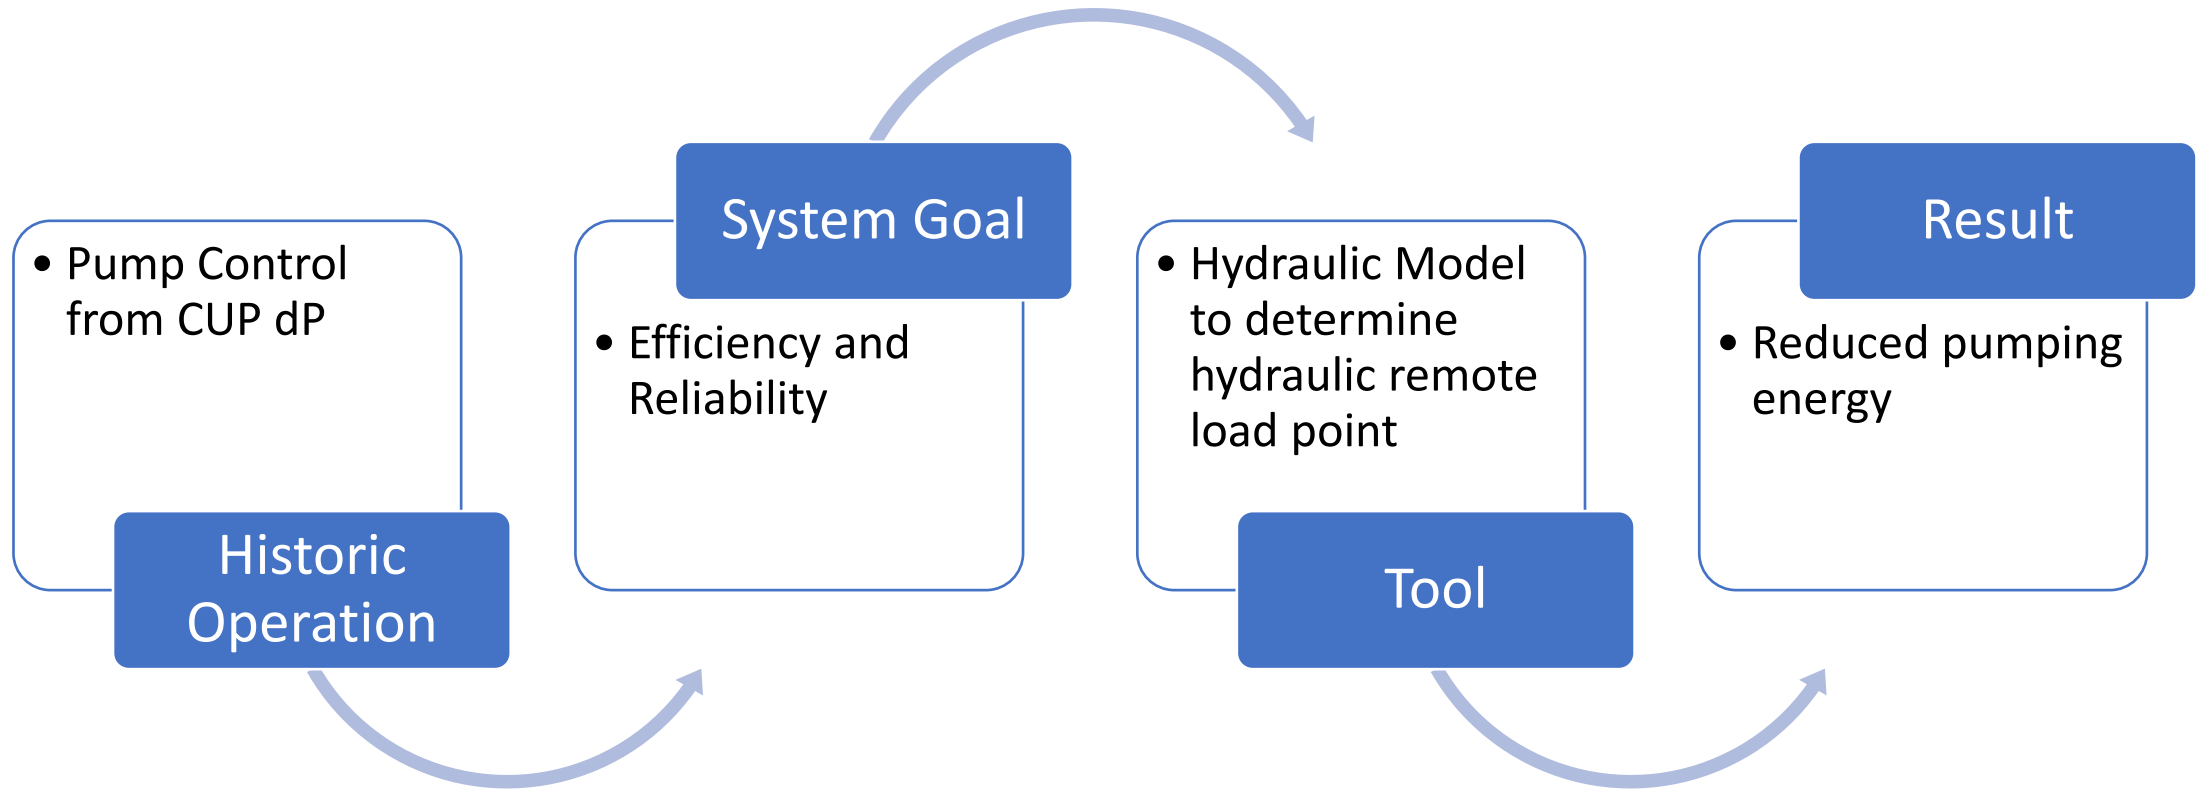 • Pump Control
from CUP dP
Historic
Operation
System Goal
• Efficiency and
Reliability
• Hydraulic Model
to determine
hydraulic remote
load point
Tool
Result
• Reduced pumping
energy